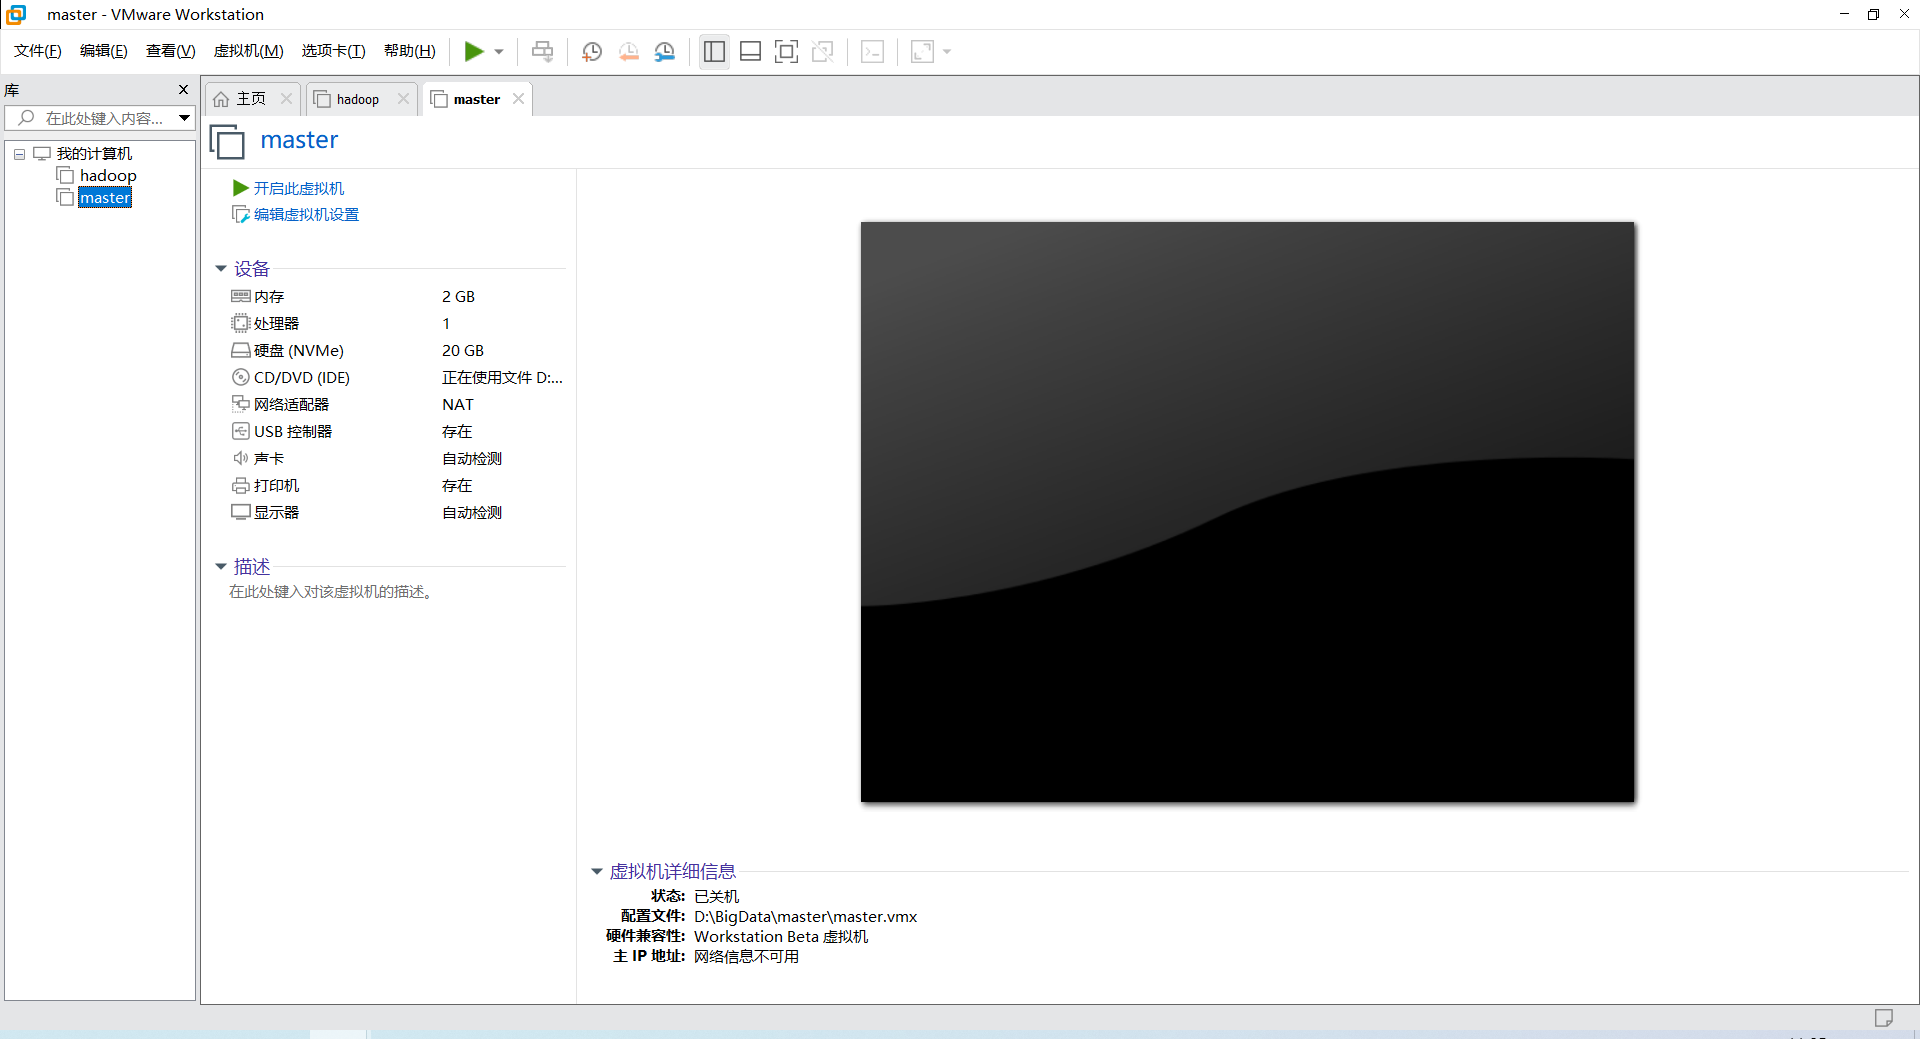 master - VMware Workstation
文件(F) 编辑(E) 查看(V) 虚拟机(M) 选项卡(T) 帮助(H)
库
在此处键入内容...
我的计算机
hadoop
master
主页 hadoop master
master
开启此虚拟机
编辑虚拟机设置
设备
内存 2 GB
处理器 1
硬盘 (NVMe) 20 GB
CD/DVD (IDE) 正在使用文件 D:...
网络适配器 NAT
USB 控制器 存在
声卡 自动检测
打印机 存在
显示器 自动检测
描述
在此处键入对该虚拟机的描述。
虚拟机详细信息
状态: 已关机
配置文件: D:\BigData\master\master.vmx
硬件兼容性: Workstation Beta 虚拟机
主 IP 地址: 网络信息不可用